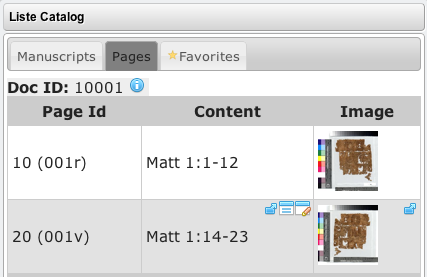 Liste Catalog
Manuscripts Pages Favorites
Doc ID: 10001
Page Id Content Image
10 (001r) Matt 1:1-12
20 (001v) Matt 1:14-23